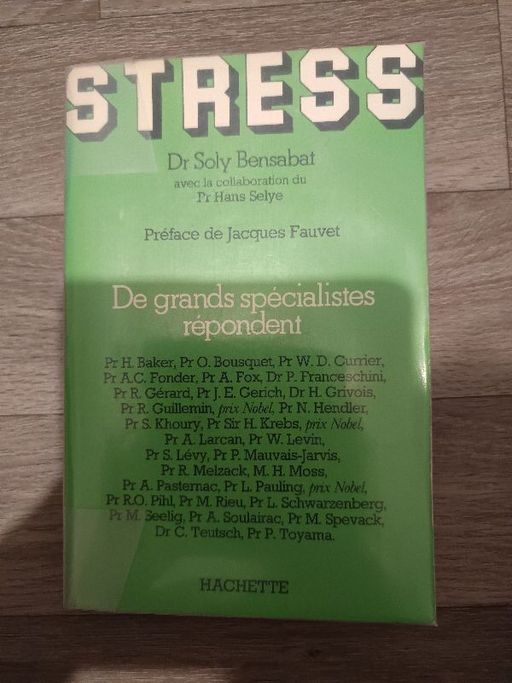 STRESS
Dr Soly Bensabat
avec la collaboration du
Pr Hans Selye
Préface de Jacques Fauvet
De grands spécialistes
répondent
Pr H. Baker, Pr O. Bousquet, Pr W. D. Currier,
Pr A.C. Fonder, Pr A. Fox, Dr P. Franceschini,
Pr R. Gérard, Pr J. E. Gerich, Dr H. Grivois,
Pr R. Guillemin, prix Nobel, Pr N. Hendler,
Pr S. Khoury, Pr Sir H. Krebs, prix Nobel,
Pr A. Larcan, Pr W. Levin,
Pr S. Lévy, Pr P. Mauvais-Jarvis,
Pr R. Melzack, M. H. Moss,
Pr A. Pasternac, Pr L. Pauling, prix Nobel,
Pr R.O. Pihl, Pr M. Rieu, Pr L. Schwarzenberg,
Pr M. Seelig, Pr A. Soulairac, Pr M. Spevack,
Dr C. Teutsch, Pr P. Toyama.
HACHETTE